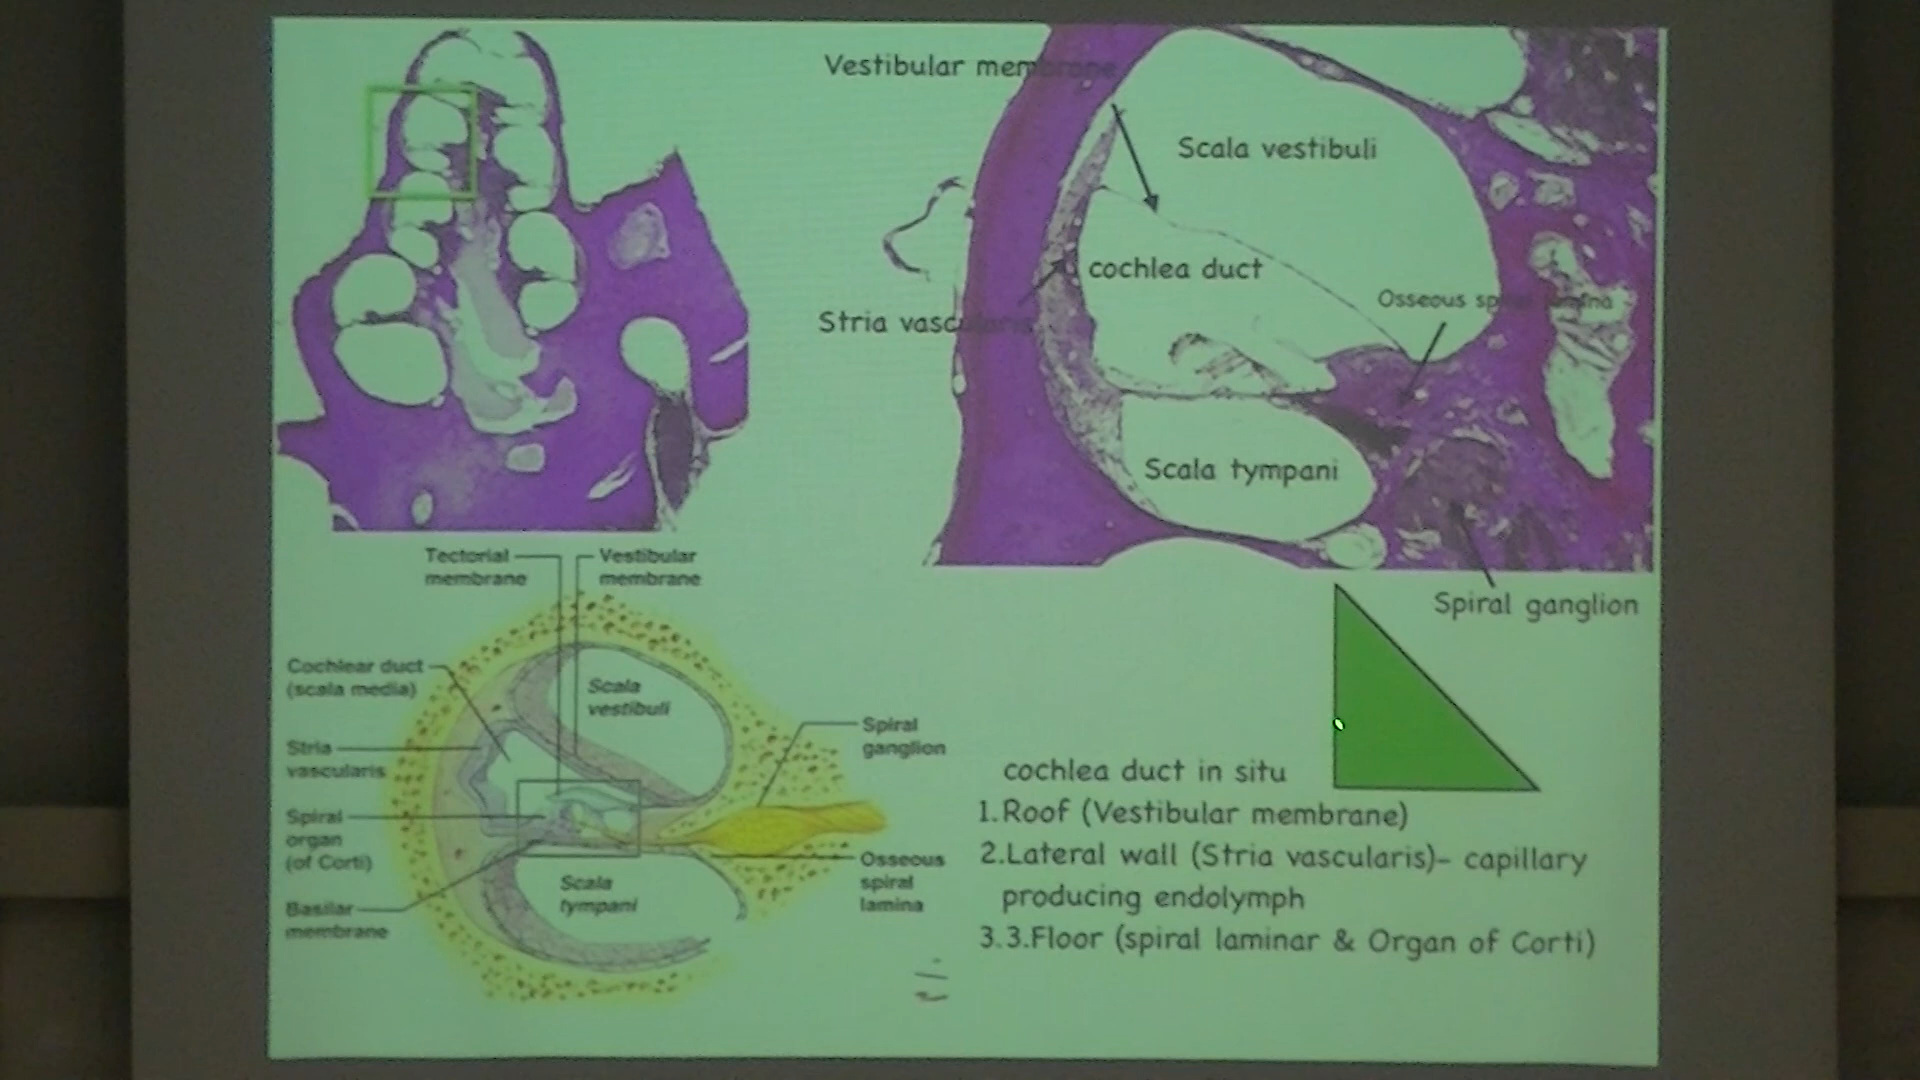 Vestibular membrane
Scala vestibuli
cochlea duct
Osseous spiral lamina
Stria vascularis
Scala tympani
Spiral ganglion
Tectorial
membrane
Vestibular
membrane
Cochlear duct
(scala media)
Scala
vestibuli
Spiral
ganglion
Stria
vascularis
Spiral
organ
(of Corti)
Osseous
spiral
lamina
Scala
tympani
Basilar
membrane
cochlea duct in situ
1.Roof (Vestibular membrane)
2.Lateral wall (Stria vascularis)- capillary
producing endolymph
3.3.Floor (spiral laminar & Organ of Corti)